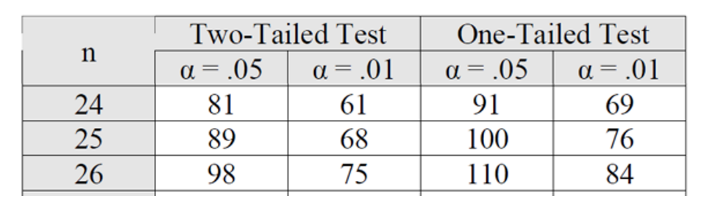 n Two-Tailed Test One-Tailed Test
α = .05 α = .01 α = .05 α = .01
24 81 61 91 69
25 89 68 100 76
26 98 75 110 84